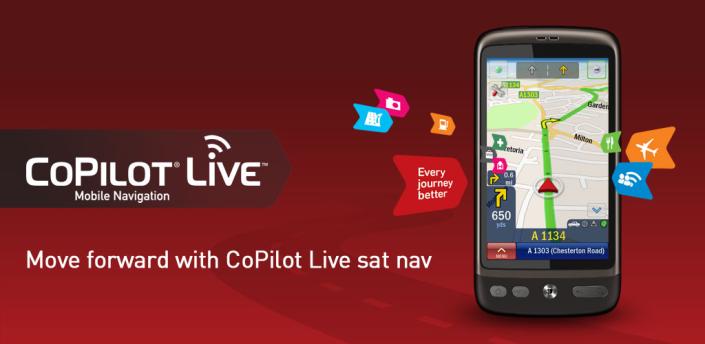 COPILOT® LIVE™
Mobile Navigation
Move forward with CoPilot Live sat nav
Every
journey
better
A1134
A1303
Garden
Milton
0.6
mi
650
yds
A 1134
MENU
A 1303 (Chesterton Road)